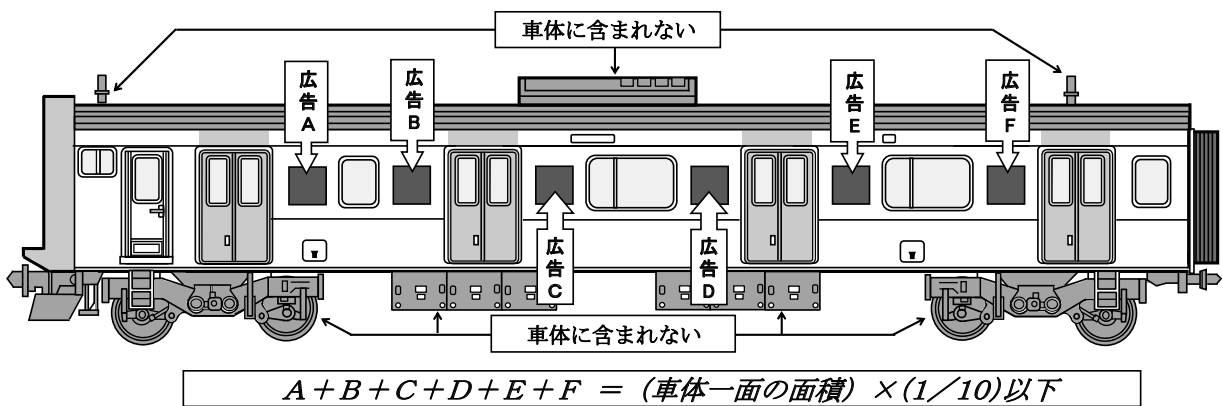 車体に含まれない
広告A
広告B
広告E
広告F
広告C
広告D
車体に含まれない
A+B+C+D+E+F = (車体一面の面積) ×(1/10)以下